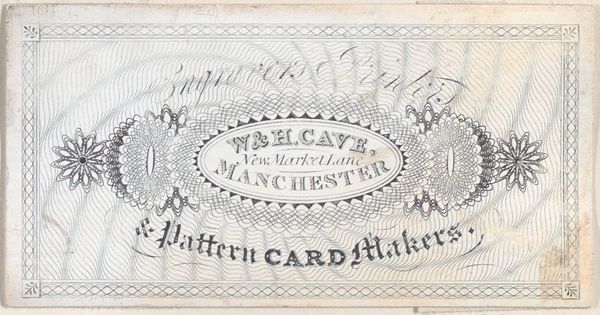 Engravers & Printers
W & H. CAVE,
New Market Lane
MANCHESTER
& Pattern CARD Makers.